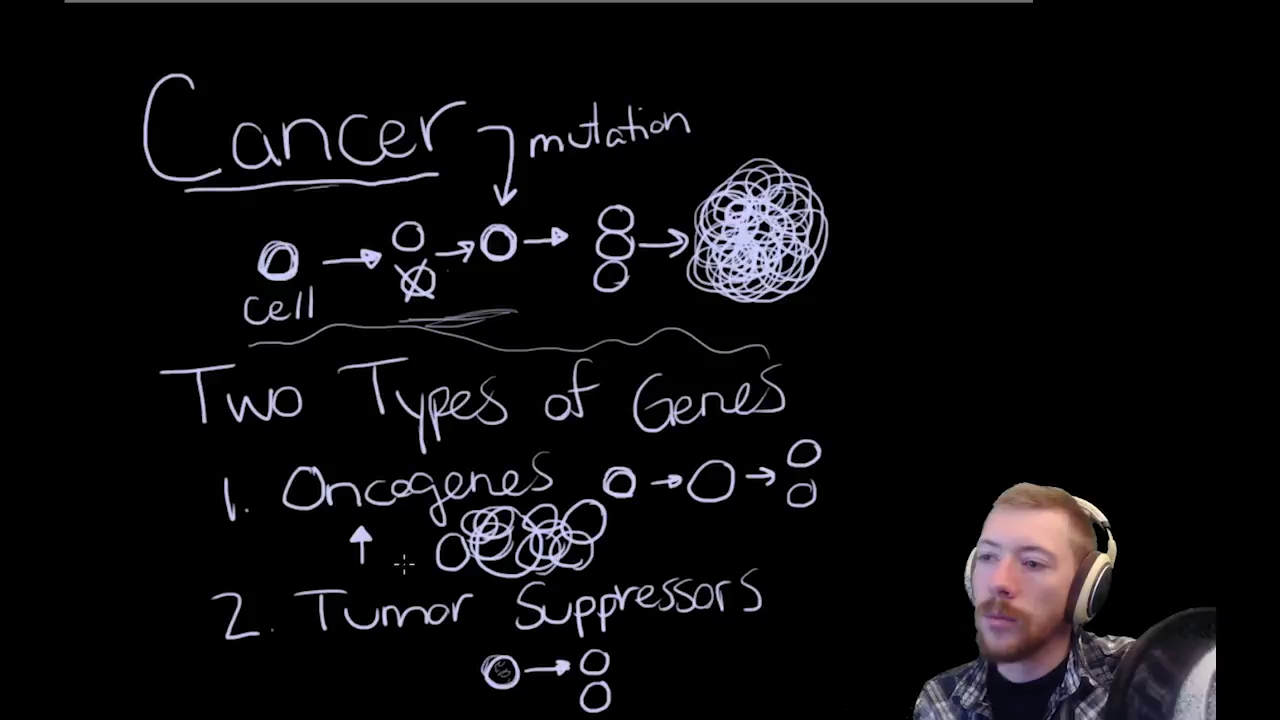 Cancer
mutation
cell
Two Types of Genes
1. Oncogenes
2. Tumor Suppressors